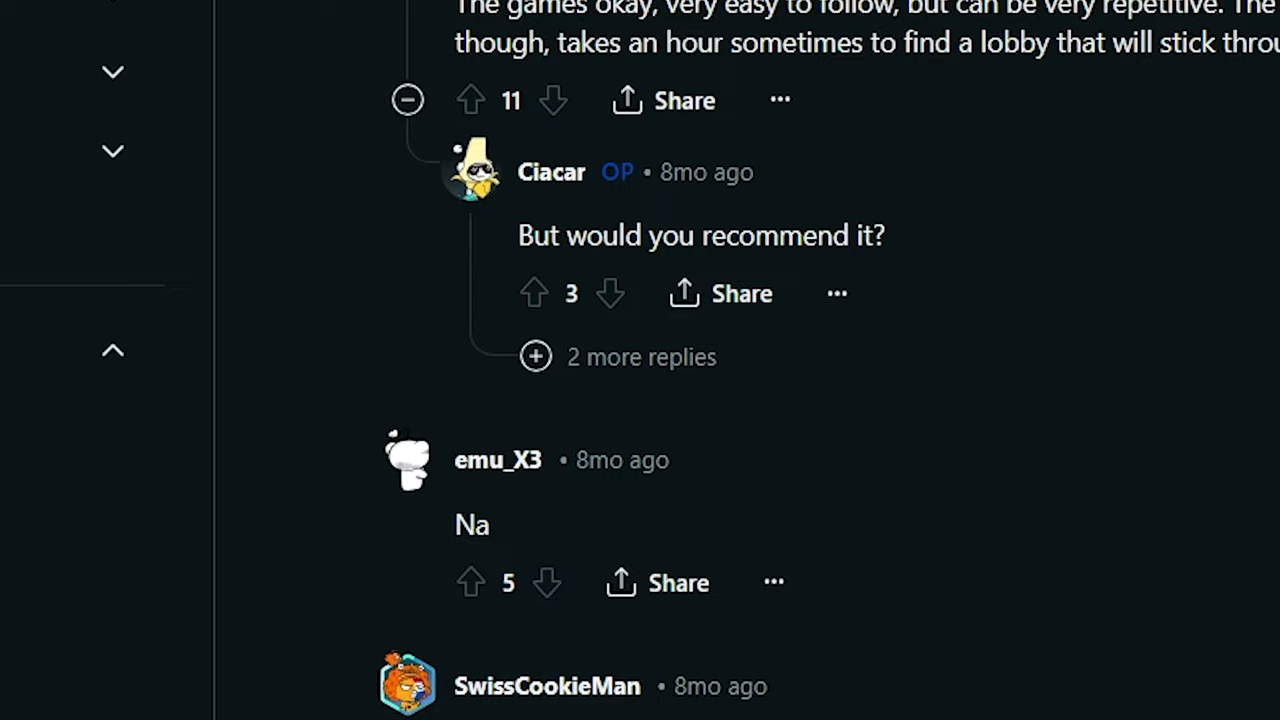 The games okay, very easy to follow, but can be very repetitive. The
though, takes an hour sometimes to find a lobby that will stick
11 Share
Ciacar OP • 8mo ago
But would you recommend it?
3 Share
2 more replies
emu_X3 • 8mo ago
Na
5 Share
SwissCookieMan • 8mo ago